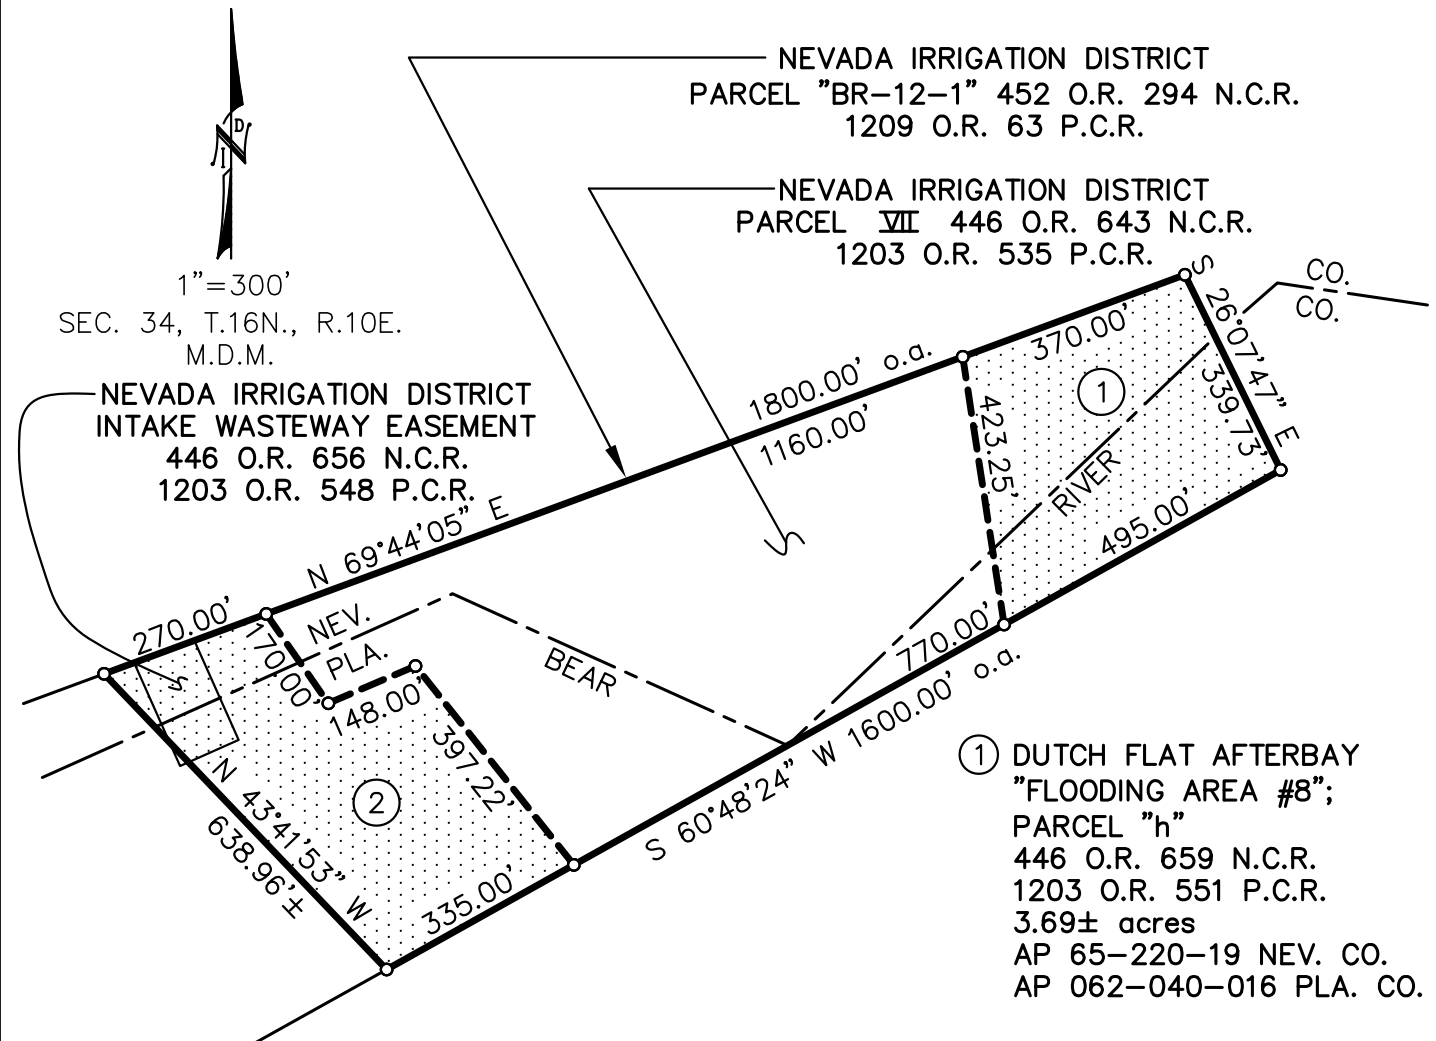 NEVADA IRRIGATION DISTRICT
PARCEL "BR-12-1" 452 O.R. 294 N.C.R.
1209 O.R. 63 P.C.R.
NEVADA IRRIGATION DISTRICT
PARCEL VII 446 O.R. 643 N.C.R.
1203 O.R. 535 P.C.R.
N
I
D
1"=300'
SEC. 34, T.16N., R.10E.
M.D.M.
NEVADA IRRIGATION DISTRICT
INTAKE WASTEWAY EASEMENT
446 O.R. 656 N.C.R.
1203 O.R. 548 P.C.R.
CO.
CO.
S 26°07'47" E
339.73'
370.00'
1
423.25'
RIVER
495.00'
1800.00' o.a.
1160.00'
N 69°44'05" E
270.00'
170.00'
NEV.
PLA.
148.00'
BEAR
397.22'
770.00'
S 60°48'24" W 1600.00' o.a.
2
N 43°41'53" W
638.96'±
335.00'
1 DUTCH FLAT AFTERBAY
"FLOODING AREA #8";
PARCEL "h"
446 O.R. 659 N.C.R.
1203 O.R. 551 P.C.R.
3.69± acres
AP 65-220-19 NEV. CO.
AP 062-040-016 PLA. CO.